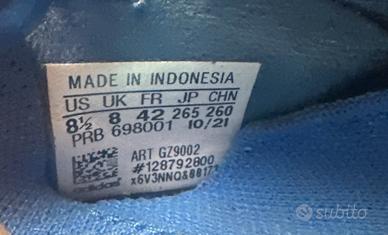 MADE IN INDONESIA
US UK FR JP CHN
8½ 8 42 265 260
PRB 698001 10/21
ART GZ9002
#128792800
adidas
subito